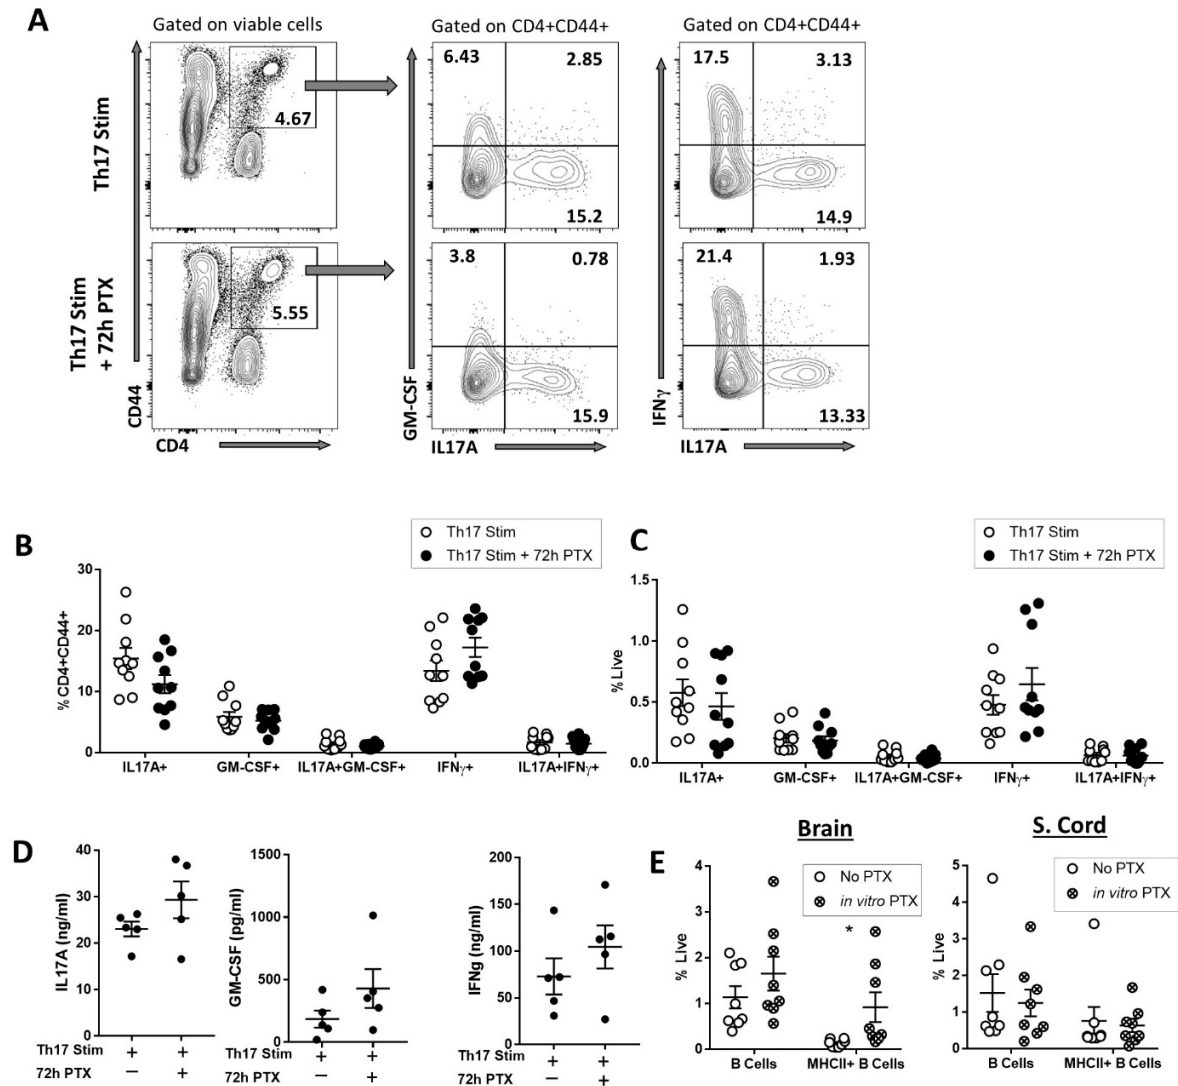 A
Gated on viable cells
Gated on CD4+CD44+
Gated on CD4+CD44+
Th17 Stim
4.67
6.43
2.85
15.2
17.5
3.13
14.9
Th17 Stim
+ 72h PTX
5.55
3.8
0.78
15.9
21.4
1.93
13.33
CD44
CD4
GM-CSF
IL17A
IFNγ
IL17A
B
Th17 Stim
Th17 Stim + 72h PTX
%CD4+CD44+
30
20
10
0
IL17A+
GM-CSF+
IL17A+GM-CSF+
IFNγ+
IL17A+IFNγ+
C
Th17 Stim
Th17 Stim + 72h PTX
% Live
1.5
1.0
0.5
0.0
IL17A+
GM-CSF+
IL17A+GM-CSF+
IFNγ+
IL17A+IFNγ+
D
IL17A (ng/ml)
40
30
20
10
0
GM-CSF (pg/ml)
1500
1000
500
0
IFNg (ng/ml)
200
150
100
50
0
Th17 Stim + +
72h PTX – +
+ +
– +
Th17 Stim + +
72h PTX – +
E
Brain
No PTX
in vitro PTX
% Live
4
3
2
1
0
*
B Cells
MHCII+ B Cells
S. Cord
No PTX
in vitro PTX
% Live
5
4
3
2
1
0
B Cells
MHCII+ B Cells